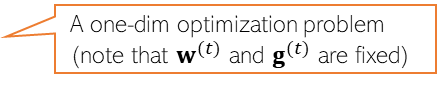 A one-dim optimization problem
(note that 𝐰⁽ᵗ⁾ and 𝐠⁽ᵗ⁾ are fixed)